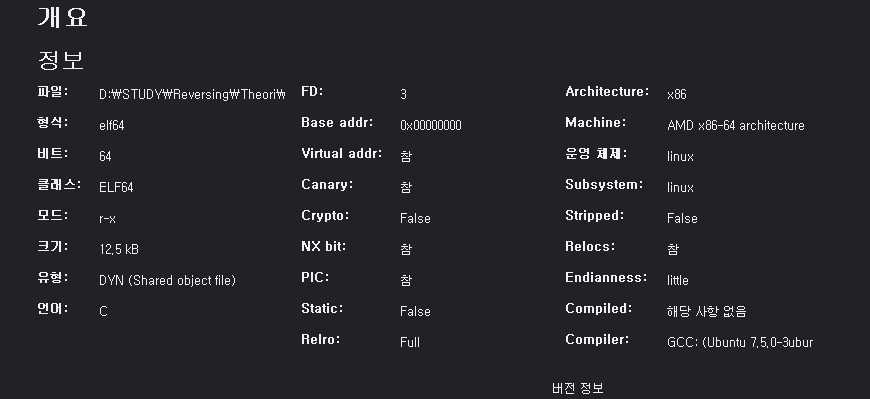 개요
정보
파일: D:₩STUDY₩Reversing₩Theori₩ FD: 3 Architecture: x86
형식: elf64 Base addr: 0x00000000 Machine: AMD x86-64 architecture
비트: 64 Virtual addr: 참 운영 체제: linux
클래스: ELF64 Canary: 참 Subsystem: linux
모드: r-x Crypto: False Stripped: False
크기: 12,5 kB NX bit: 참 Relocs: 참
유형: DYN (Shared object file) PIC: 참 Endianness: little
언어: C Static: False Compiled: 해당 사항 없음
Relro: Full Compiler: GCC: (Ubuntu 7,5,0-3ubur
버전 정보